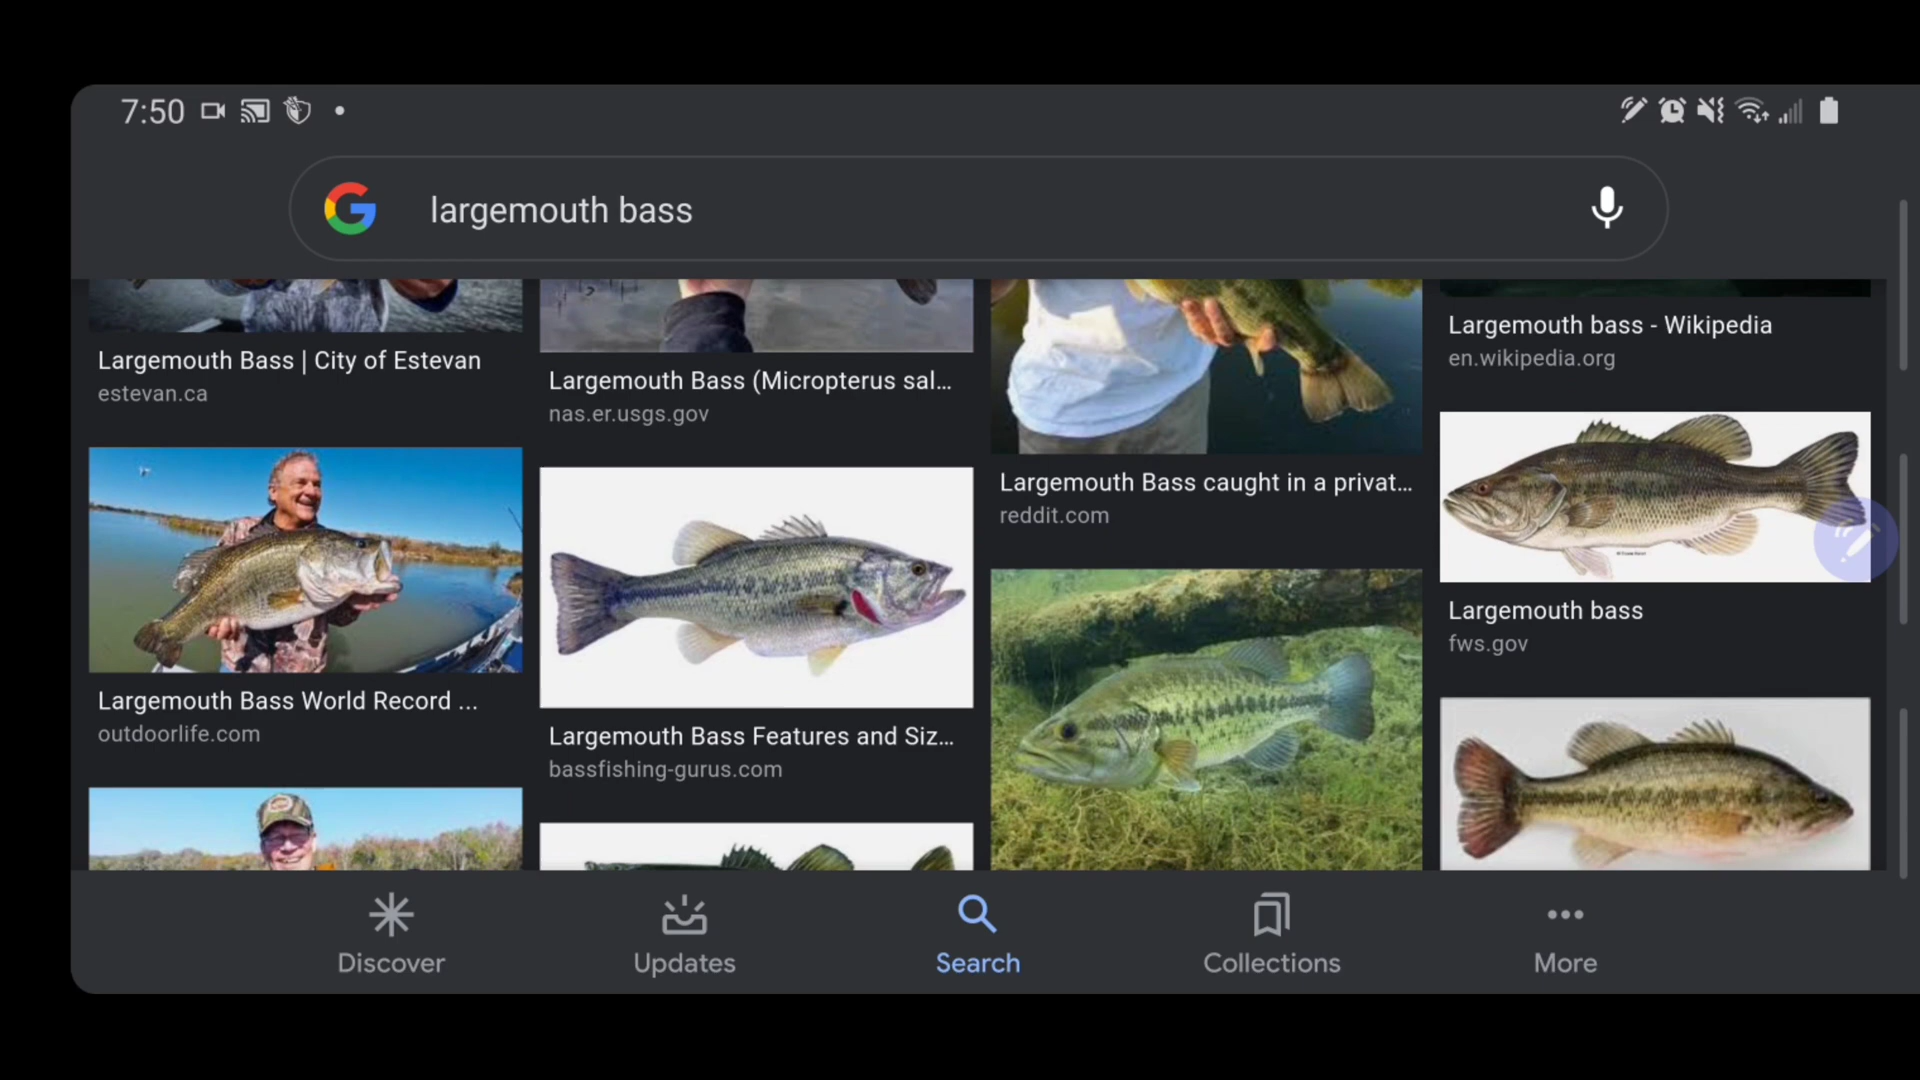 7:50
largemouth bass
Largemouth Bass | City of Estevan
estevan.ca
Largemouth Bass (Micropterus sal...
nas.er.usgs.gov
Largemouth Bass caught in a privat...
reddit.com
Largemouth bass - Wikipedia
en.wikipedia.org
Largemouth Bass World Record ...
outdoorlife.com
Largemouth Bass Features and Siz...
bassfishing-gurus.com
Largemouth bass
fws.gov
Discover
Updates
Search
Collections
More